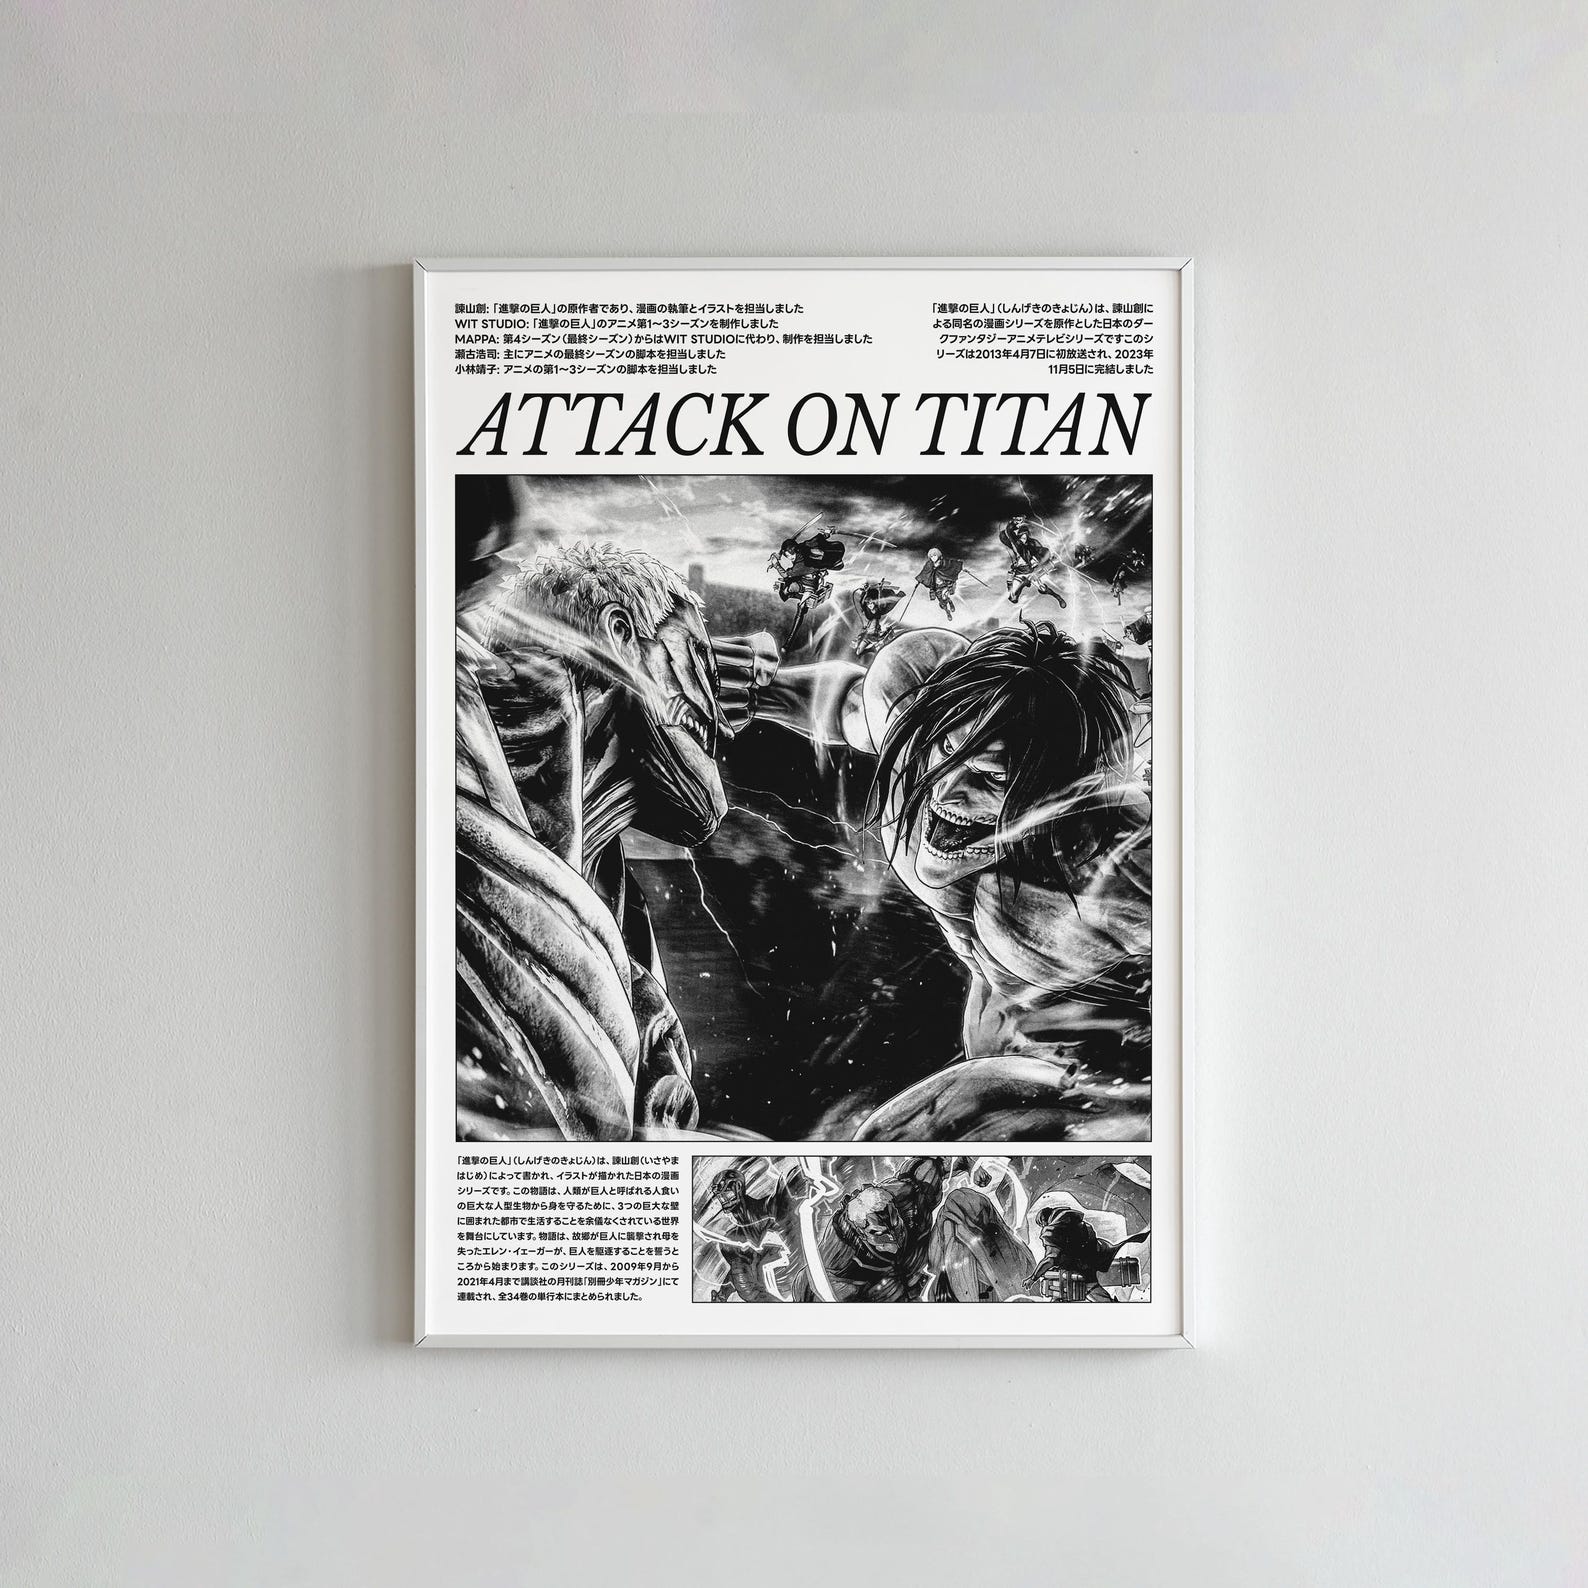 諫山創: 「進撃の巨人」の原作者であり、漫画の執筆とイラストを担当しました
WIT STUDIO: 「進撃の巨人」のアニメ第1〜3シーズンを制作しました
MAPPA: 第4シーズン（最終シーズン）からはWIT STUDIOに代わり、制作を担当しました
瀬古浩司: 主にアニメの最終シーズンの脚本を担当しました
小林靖子: アニメの第1〜3シーズンの脚本を担当しました
「進撃の巨人」（しんげきのきょじん）は、諫山創に
よる同名の漫画シリーズを原作とした日本のダー
クファンタジーアニメテレビシリーズですこのシ
リーズは2013年4月7日に初放送され、2023年
11月5日に完結しました
ATTACK ON TITAN
「進撃の巨人」（しんげきのきょじん）は、諫山創（いさやま
はじめ）によって書かれ、イラストが描かれた日本の漫画
シリーズです。この物語は、人類が巨人と呼ばれる人食い
の巨大な人型生物から身を守るために、3つの巨大な壁
に囲まれた都市で生活することを余儀なくされている世界
を舞台にしています。物語は、故郷が巨人に襲撃され母を
失ったエレン・イェーガーが、巨人を駆逐することを誓うと
ころから始まります。このシリーズは、2009年9月から
2021年4月まで講談社の月刊誌「別冊少年マガジン」にて
連載され、全34巻の単行本にまとめられました。